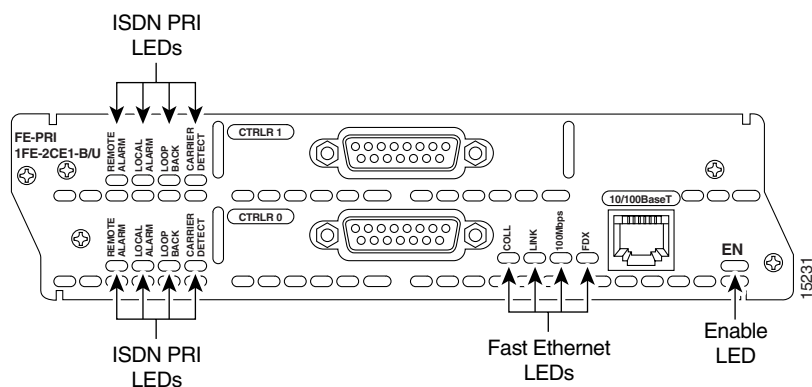 ISDN PRI
LEDs
FE-PRI
1FE-2CE1-B/U
REMOTE
ALARM
LOCAL
ALARM
LOOP
BACK
CARRIER
DETECT
CTRLR 1
REMOTE
ALARM
LOCAL
ALARM
LOOP
BACK
CARRIER
DETECT
CTRLR 0
COLL
LINK
100Mbps
FDX
10/100BaseT
EN
15231
ISDN PRI
LEDs
Fast Ethernet
LEDs
Enable
LED